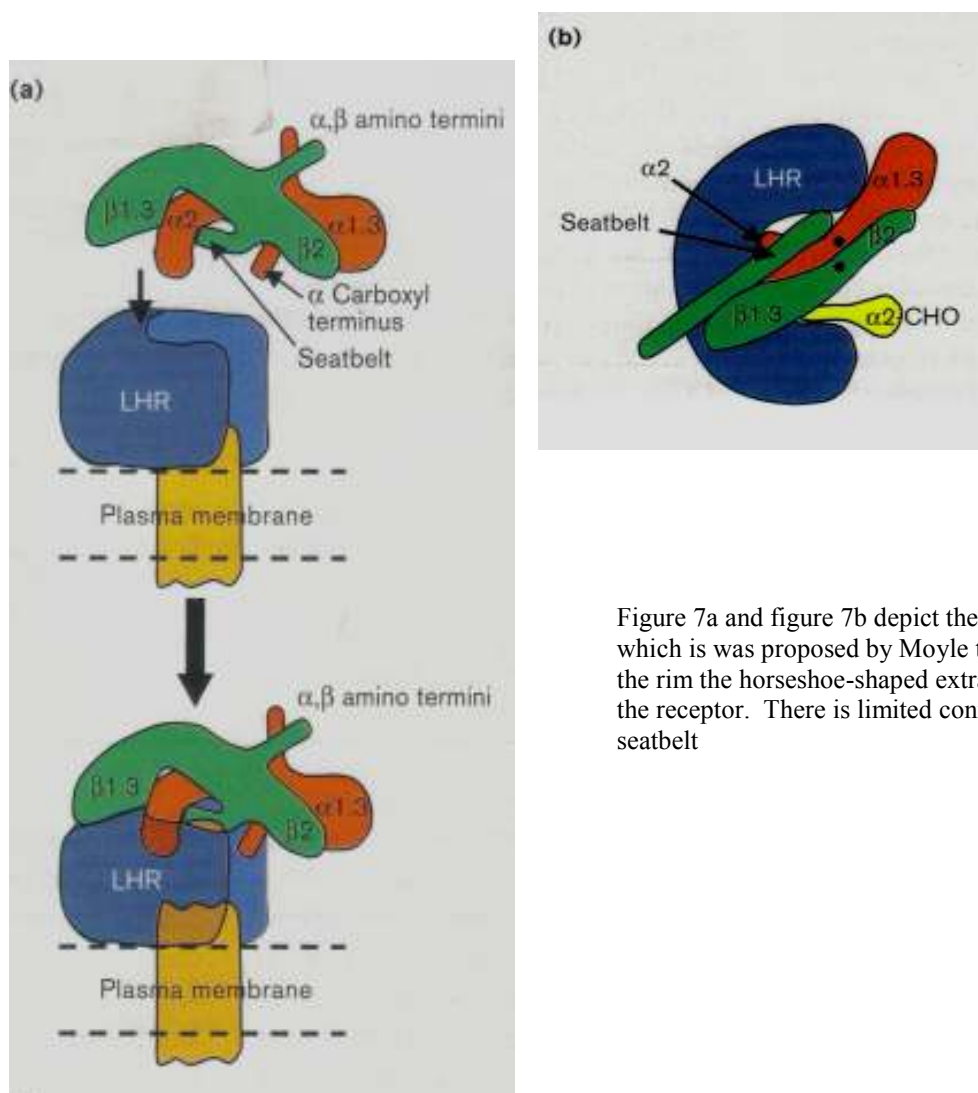 (a)
α,β amino termini
β1.3
α2
α1.3
β2
α Carboxyl
terminus
Seatbelt
LHR
Plasma membrane
α,β amino termini
β1.3
α1.3
β2
LHR
Plasma membrane
(b)
α2
LHR
α1.3
Seatbelt
β2
β1.3
α2-CHO
Figure 7a and figure 7b depict the
which is was proposed by Moyle
the rim the horseshoe-shaped
the receptor. There is limited
seatbelt